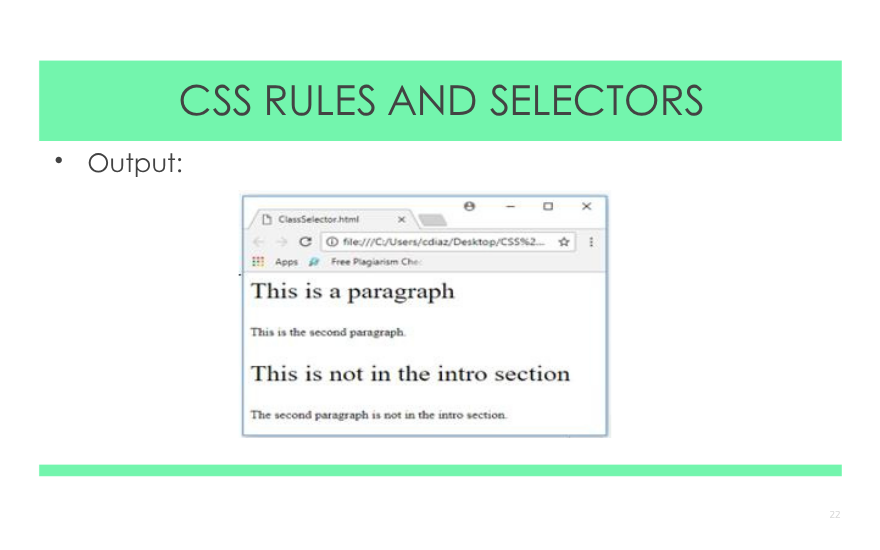 CSS RULES AND SELECTORS
• Output:
ClassSelector.html
file:///C:/Users/cdiaz/Desktop/CSS%2...
Apps Free Plagiarism Che
This is a paragraph
This is the second paragraph.
This is not in the intro section
The second paragraph is not in the intro section.
22